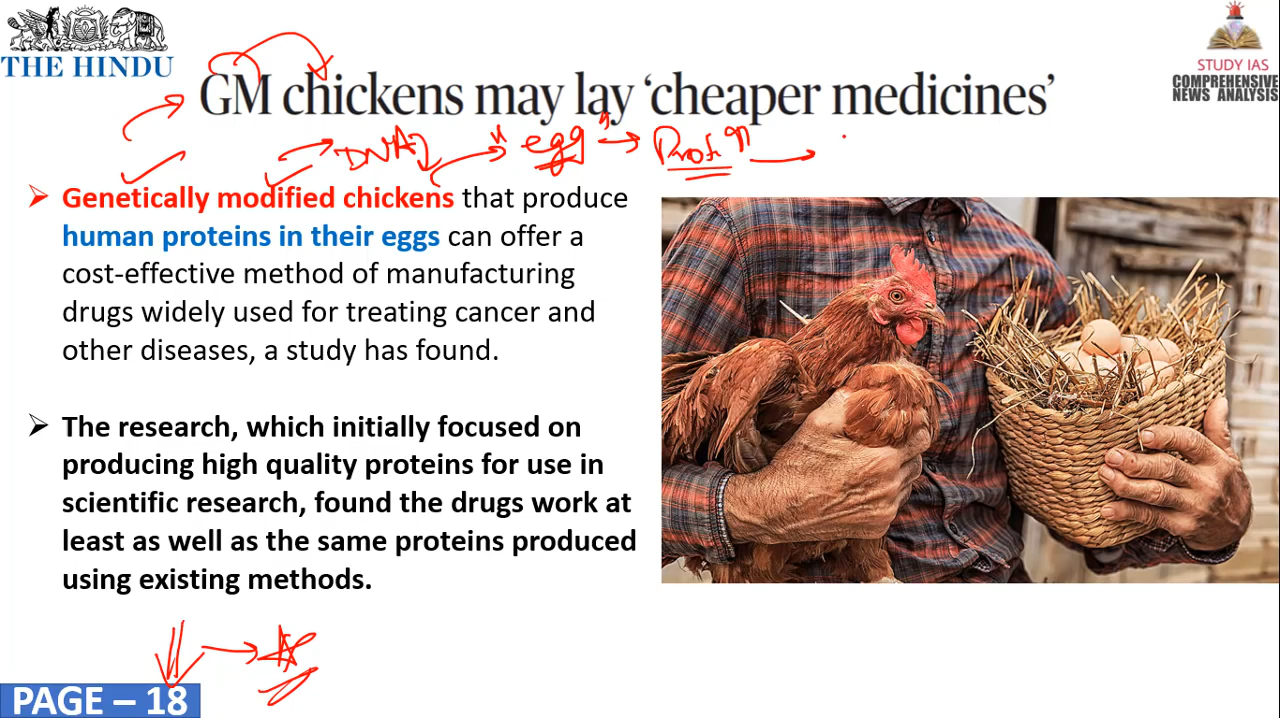 THE HINDU
GM chickens may lay ‘cheaper medicines’
STUDY IAS
COMPREHENSIVE
NEWS ANALYSIS
DNA egg Protn
➢ Genetically modified chickens that produce
human proteins in their eggs can offer a
cost-effective method of manufacturing
drugs widely used for treating cancer and
other diseases, a study has found.
➢ The research, which initially focused on
producing high quality proteins for use in
scientific research, found the drugs work at
least as well as the same proteins produced
using existing methods.
PAGE – 18